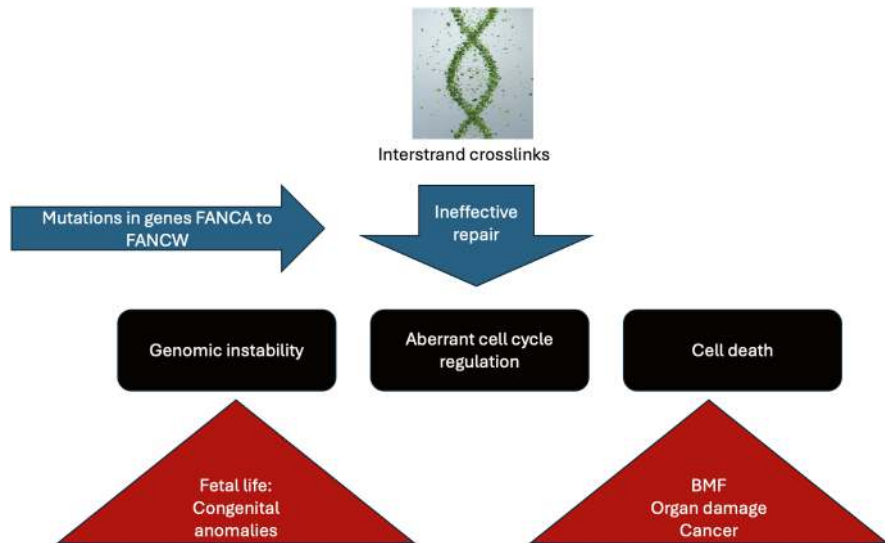 Interstrand crosslinks
Mutations in genes FANCA to
FANCW
Ineffective
repair
Genomic instability
Aberrant cell cycle
regulation
Cell death
Fetal life:
Congenital
anomalies
BMF
Organ damage
Cancer